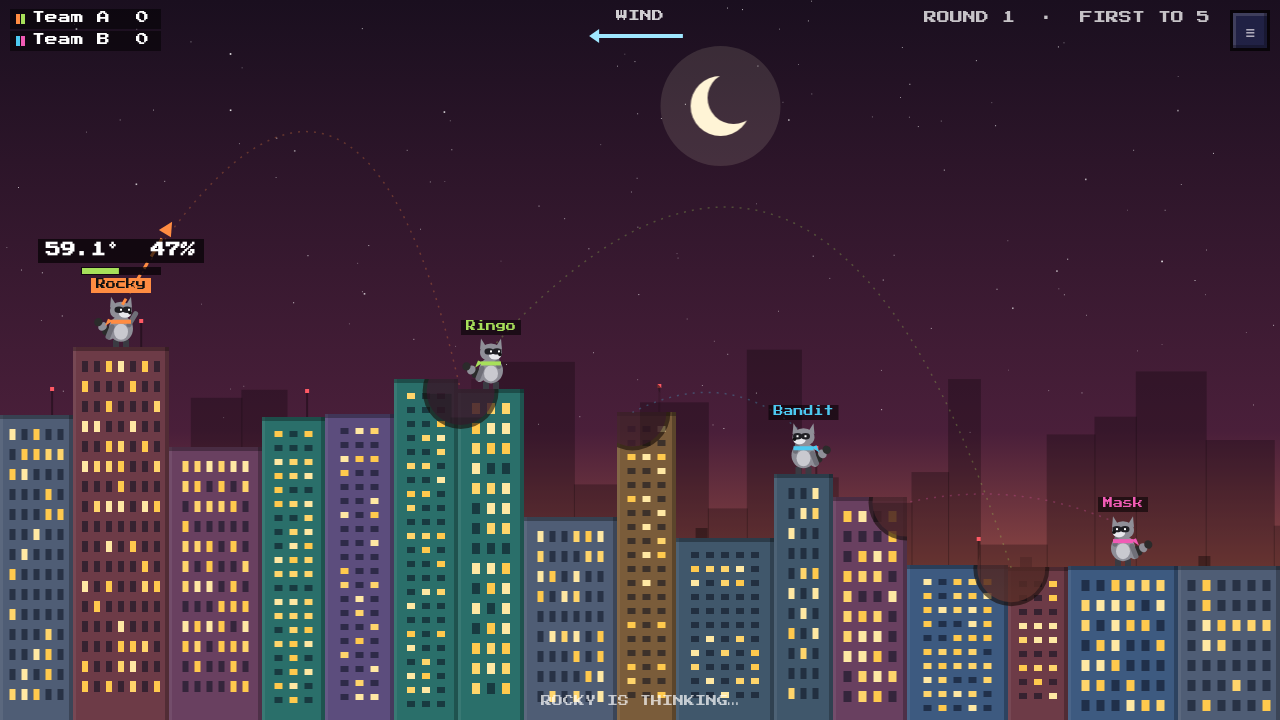 Team A 0
Team B 0
WIND
ROUND 1 · FIRST TO 5
≡
59.1° 47%
Rocky
Ringo
Bandit
Mask
ROCKY IS THINKING…